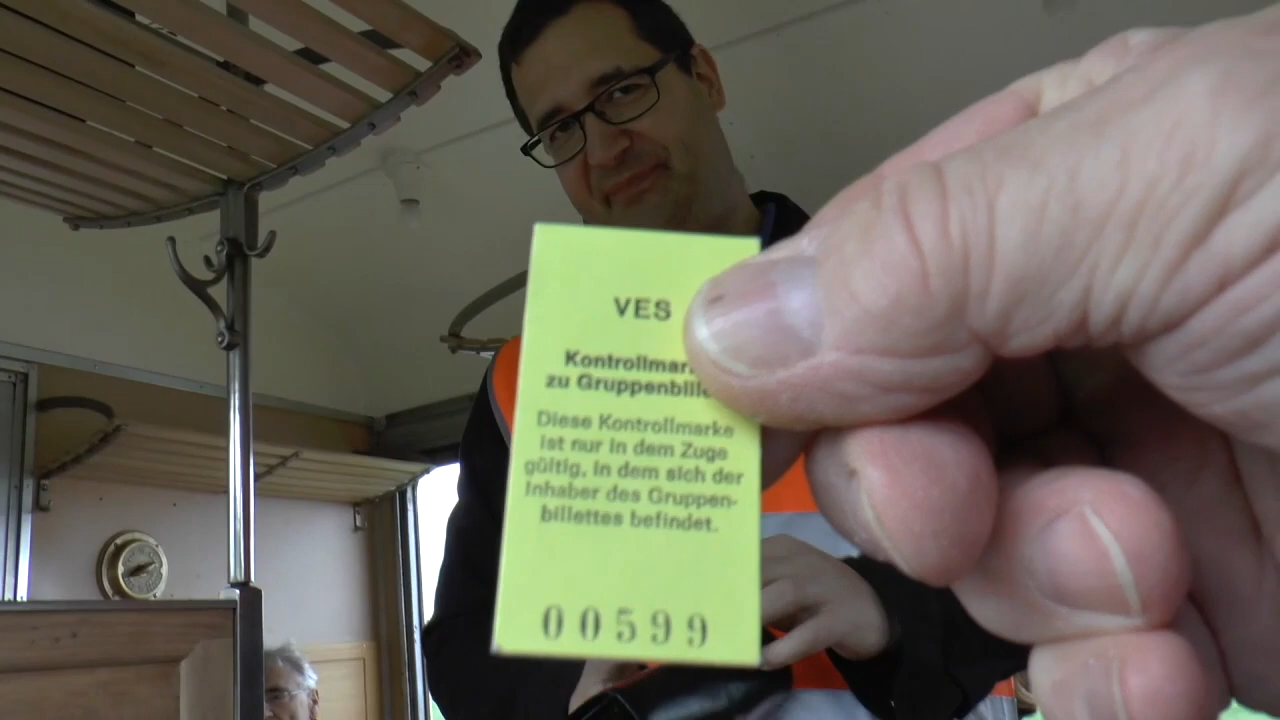 VES
zu
Diese Kontrollmarke
ist nur in dem Zuge
gültig, in dem sich der
Inhaber des Gruppen-
billettes befindet.
00599